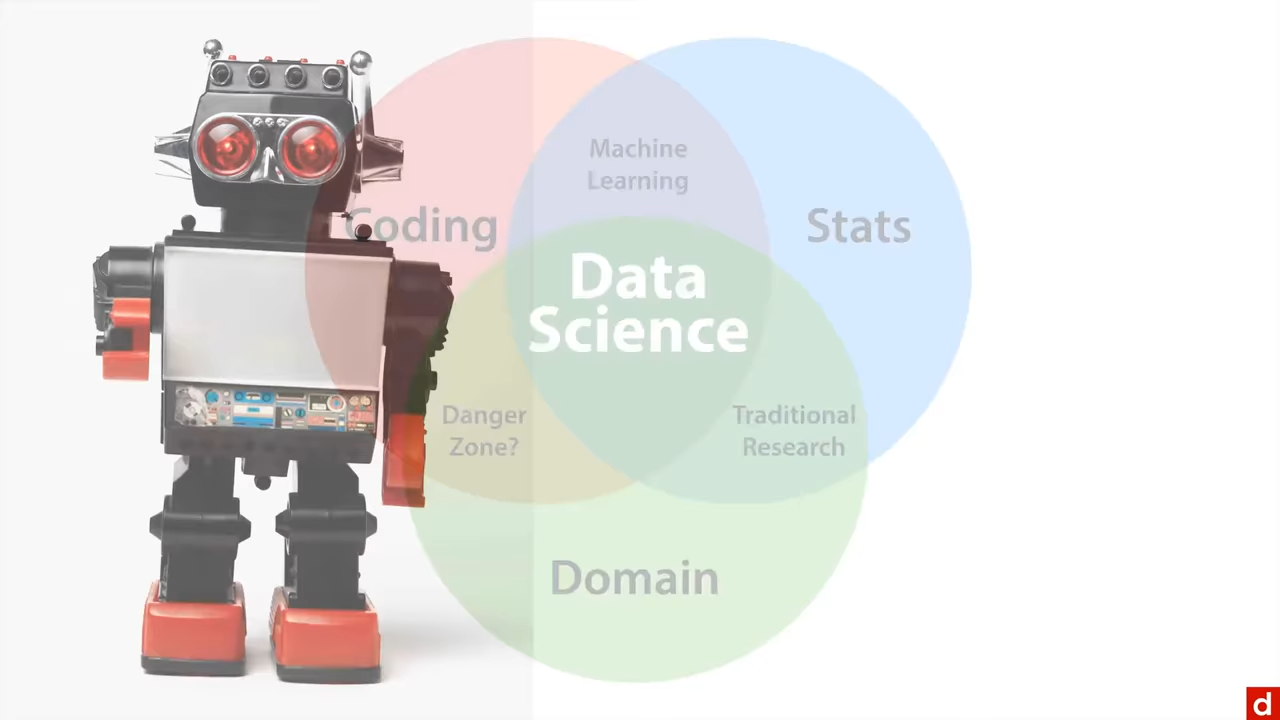 Machine
Learning
Coding
Stats
Data
Science
Danger
Zone?
Traditional
Research
Domain
d